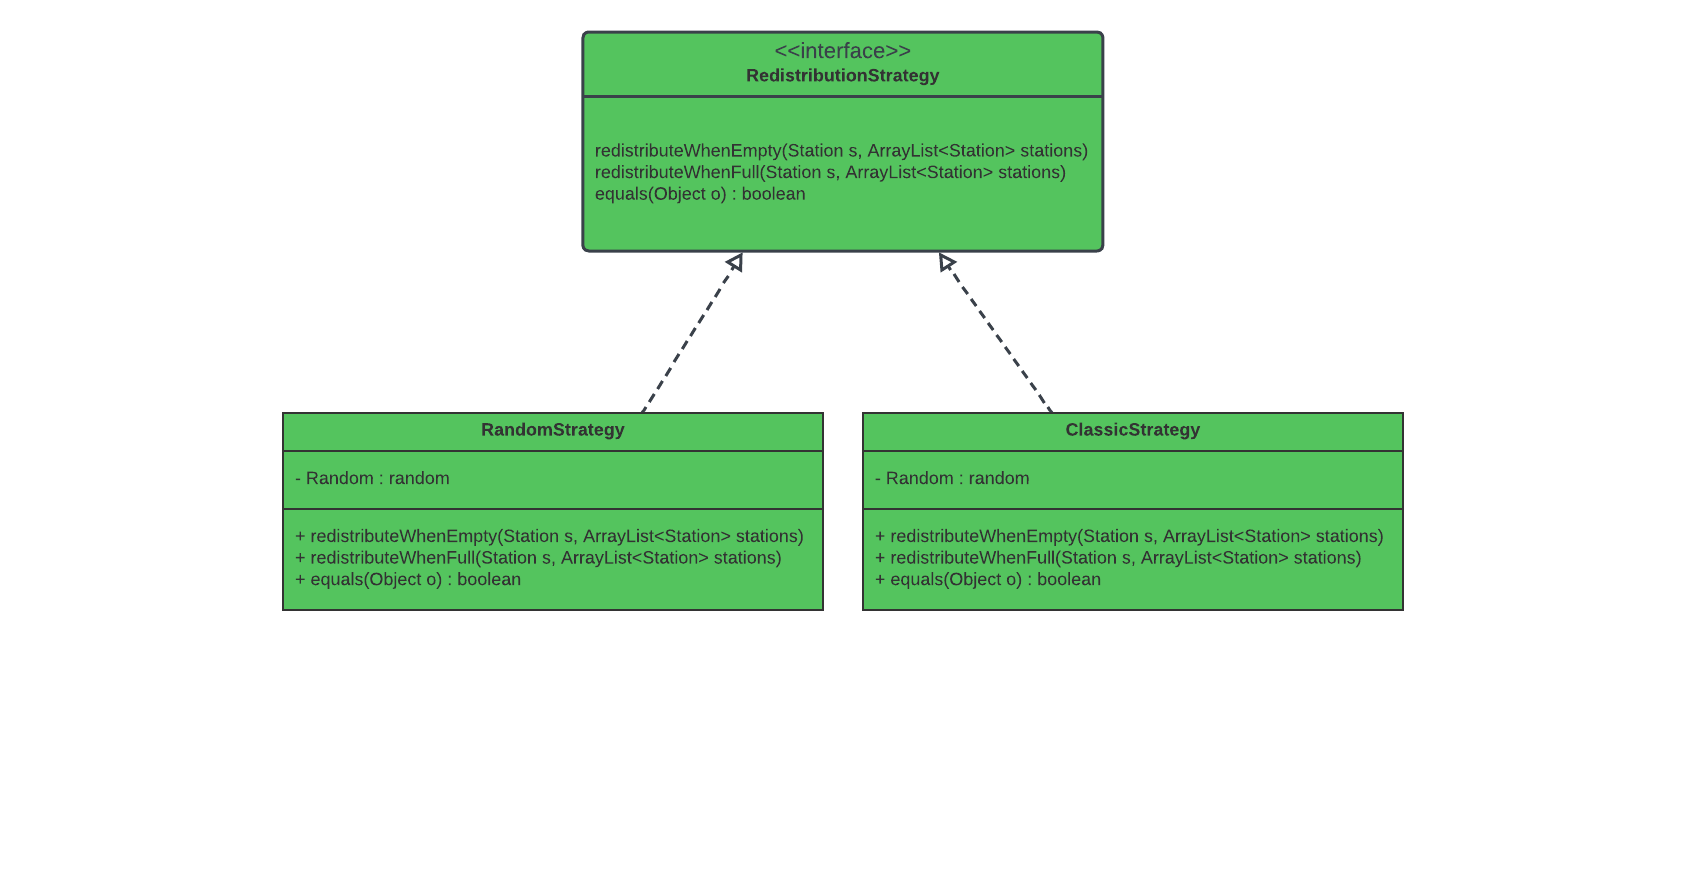 <<interface>>
RedistributionStrategy
redistributeWhenEmpty(Station s, ArrayList<Station> stations)
redistributeWhenFull(Station s, ArrayList<Station> stations)
equals(Object o) : boolean
RandomStrategy
- Random : random
+ redistributeWhenEmpty(Station s, ArrayList<Station> stations)
+ redistributeWhenFull(Station s, ArrayList<Station> stations)
+ equals(Object o) : boolean
ClassicStrategy
- Random : random
+ redistributeWhenEmpty(Station s, ArrayList<Station> stations)
+ redistributeWhenFull(Station s, ArrayList<Station> stations)
+ equals(Object o) : boolean